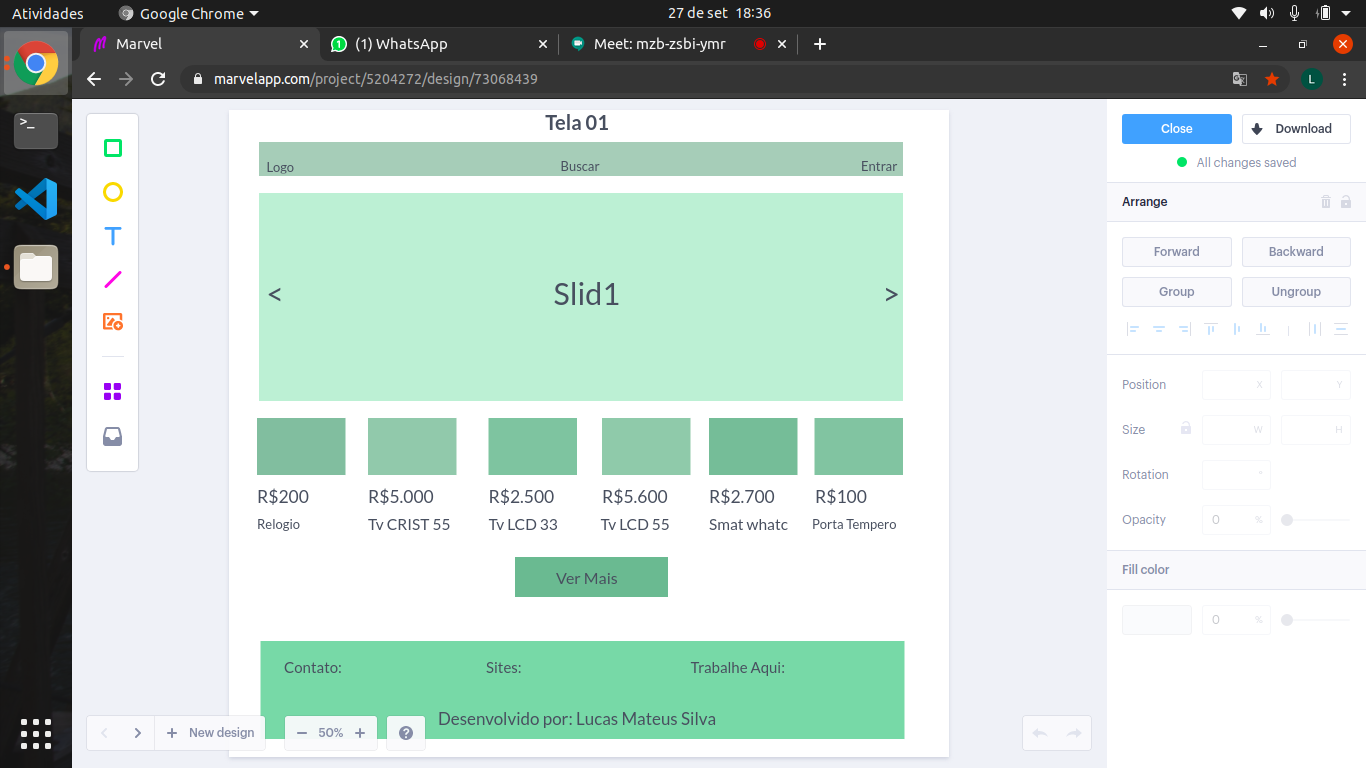 Atividades
Google Chrome
27 de set 18:36
Marvel
(1) WhatsApp
Meet: mzb-zsbi-ymr
marvelapp.com/project/5204272/design/73068439
L
Tela 01
Logo
Buscar
Entrar
< Slid1 >
R$200 R$5.000 R$2.500 R$5.600 R$2.700 R$100
Relogio Tv CRIST 55 Tv LCD 33 Tv LCD 55 Smat whatc Porta Tempero
Ver Mais
Contato: Sites: Trabalhe Aqui:
Desenvolvido por: Lucas Mateus Silva
New design
50%
?
T
Close
Download
All changes saved
Arrange
Forward Backward
Group Ungroup
Position X Y
Size W H
Rotation °
Opacity 0 %
Fill color
0 %